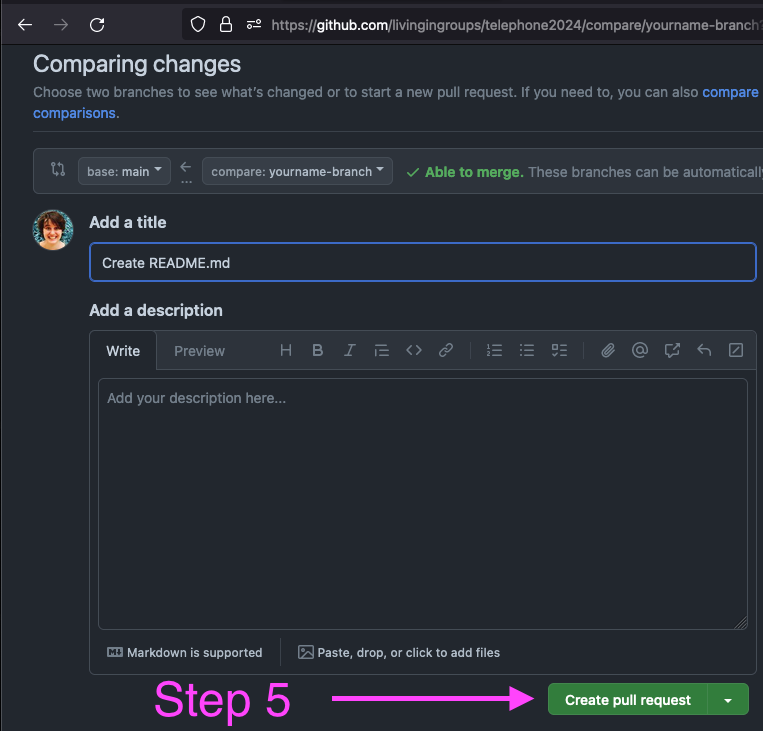 https://github.com/livingingroups/telephone2024/compare/yourname-branch?
Comparing changes
Choose two branches to see what's changed or to start a new pull request. If you need to, you can also compare
comparisons.
base: main
compare: yourname-branch
Able to merge. These branches can be automatically
Add a title
Create README.md
Add a description
Write Preview H B I
Add your description here...
Markdown is supported
Paste, drop, or click to add files
Step 5
Create pull request